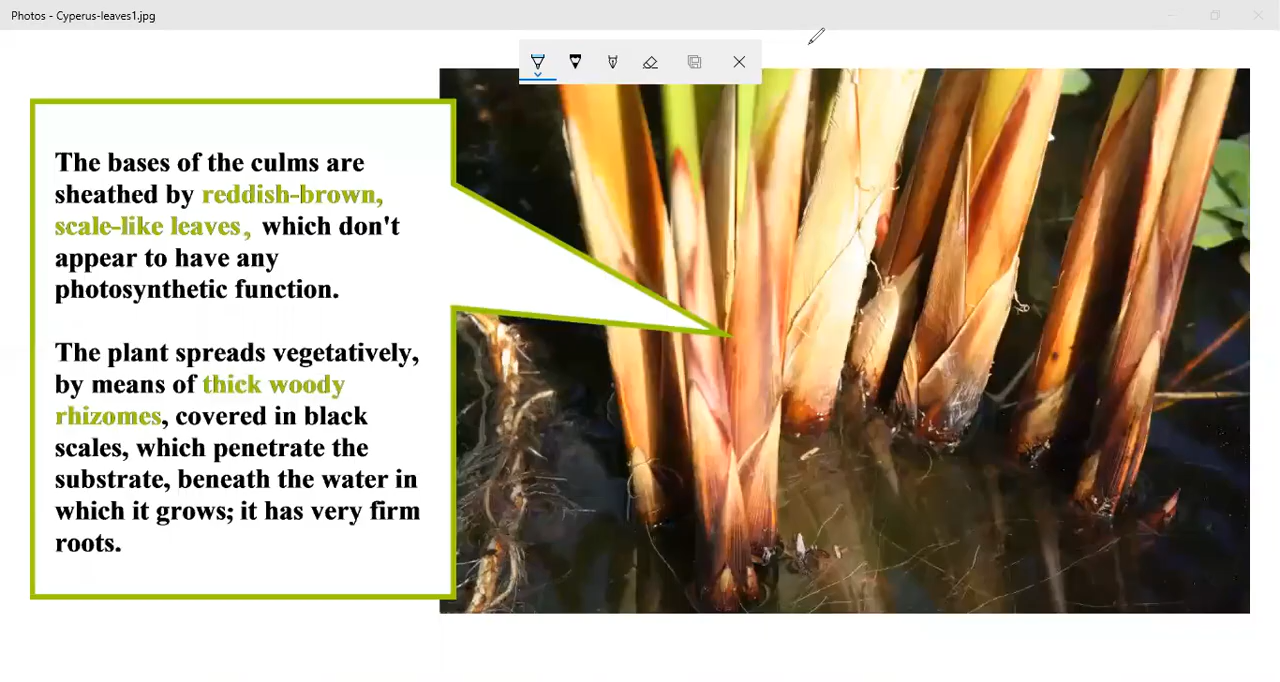 Photos - Cyperus-leaves1.jpg
The bases of the culms are
sheathed by reddish-brown,
scale-like leaves, which don't
appear to have any
photosynthetic function.
The plant spreads vegetatively,
by means of thick woody
rhizomes, covered in black
scales, which penetrate the
substrate, beneath the water in
which it grows; it has very firm
roots.